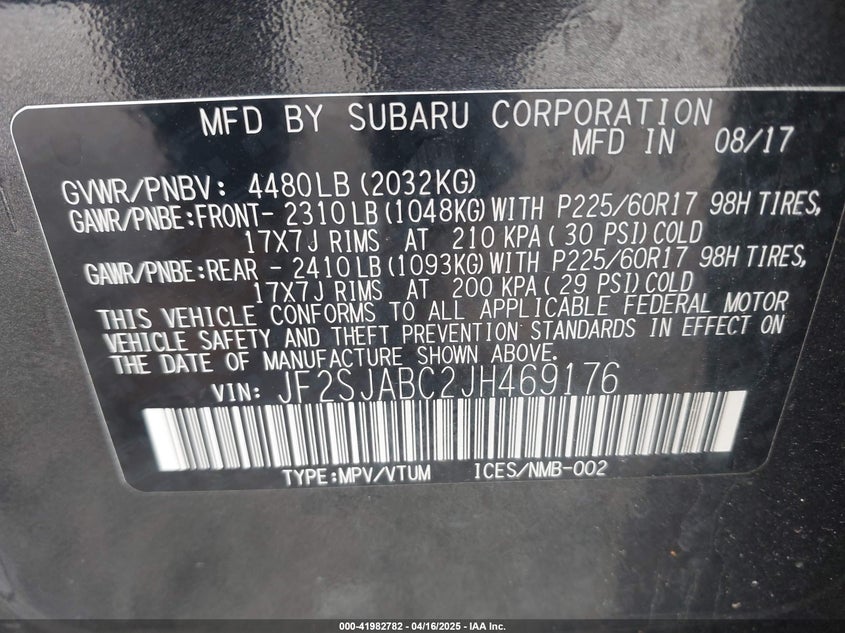 MFD BY SUBARU CORPORATION
MFD IN 08/17
GVWR/PNBV: 4480LB (2032KG)
GAWR/PNBE:FRONT- 2310LB (1048KG) WITH P225/60R17 98H TIRES,
17X7J RIMS AT 210 KPA ( 30 PSI) COLD
GAWR/PNBE:REAR - 2410LB (1093KG) WITH P225/60R17 98H TIRES,
17X7J RIMS AT 200 KPA ( 29 PSI) COLD
THIS VEHICLE CONFORMS TO ALL APPLICABLE FEDERAL MOTOR
VEHICLE SAFETY AND THEFT PREVENTION STANDARDS IN EFFECT ON
THE DATE OF MANUFACTURE SHOWN ABOVE.
VIN: JF2SJABC2JH469176
TYPE:MPV/VTUM ICES/NMB-002
000-41982782 - 04/16/2025 - IAA Inc.